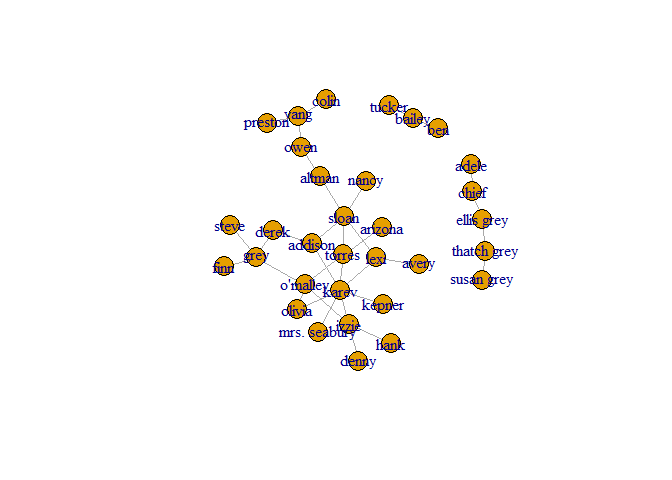 colin
tucker
yang
preston
bailey
ben
owen
adele
altman
nancy
chief
steve
derek
sloan
arizona
ellis grey
addison
grey
torres
lexi
avery
thatch grey
finn
o'malley
karev
susan grey
olivia
kepner
mrs. seabury
izzie
hank
denny